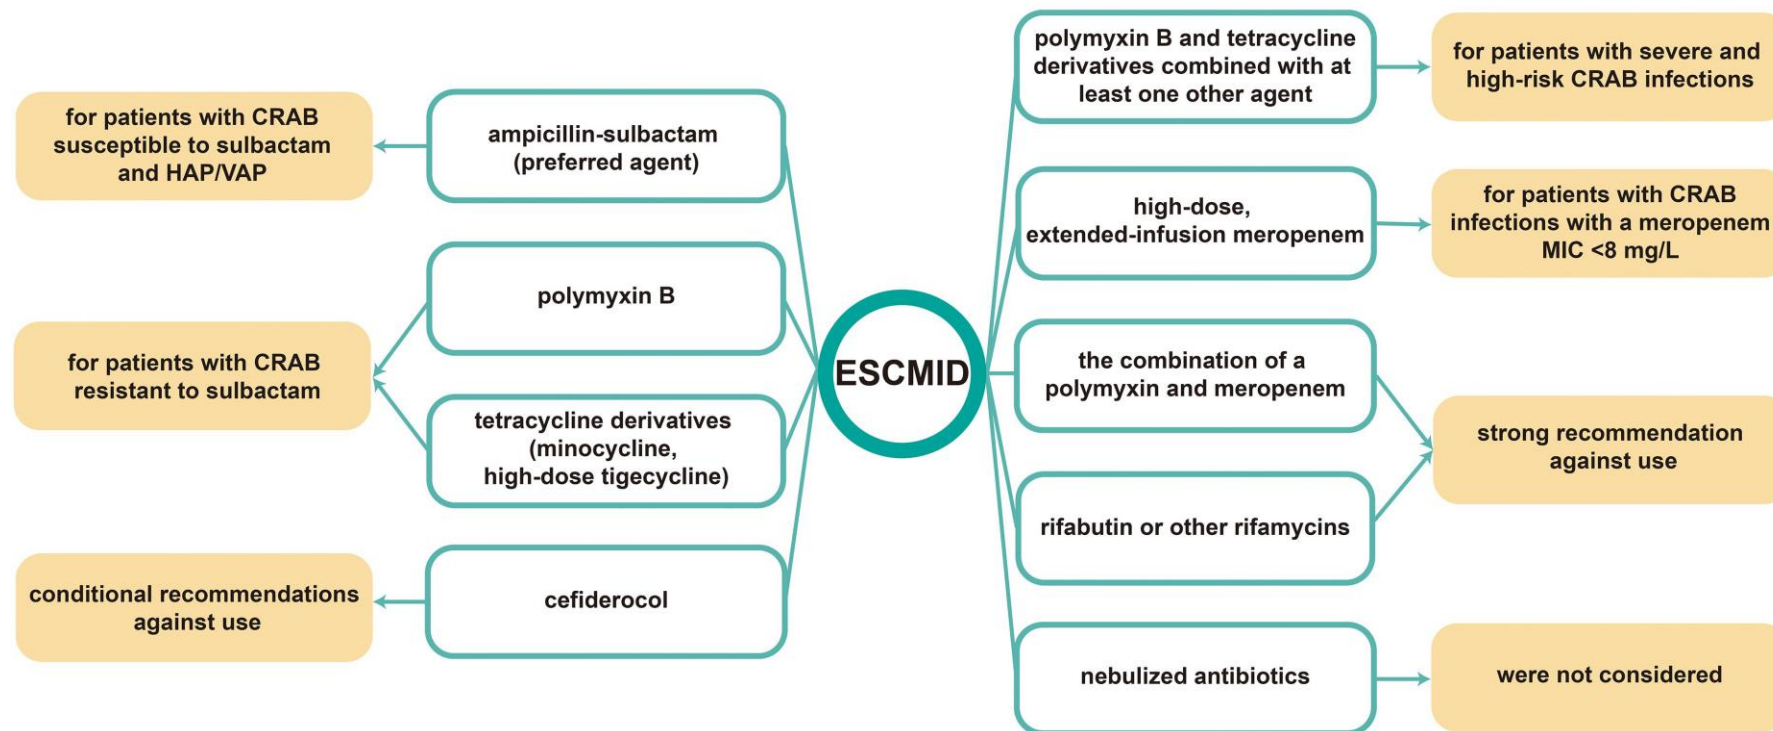 for patients with CRAB
susceptible to sulbactam
and HAP/VAP
ampicillin-sulbactam
(preferred agent)
for patients with CRAB
resistant to sulbactam
polymyxin B
tetracycline derivatives
(minocycline,
high-dose tigecycline)
conditional recommendations
against use
cefiderocol
ESCMID
polymyxin B and tetracycline
derivatives combined with at
least one other agent
for patients with severe and
high-risk CRAB infections
high-dose,
extended-infusion meropenem
for patients with CRAB
infections with a meropenem
MIC <8 mg/L
the combination of a
polymyxin and meropenem
rifabutin or other rifamycins
strong recommendation
against use
nebulized antibiotics
were not considered